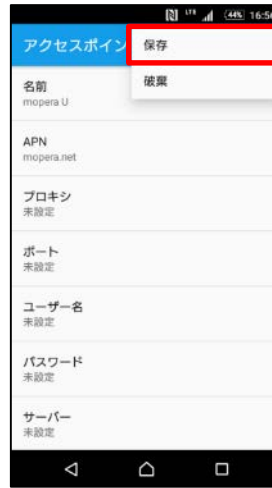 LTE 44% 16:56
アクセスポイン
保存
破棄
名前
mopera U
APN
mopera.net
プロキシ
未設定
ポート
未設定
ユーザー名
未設定
パスワード
未設定
サーバー
未設定